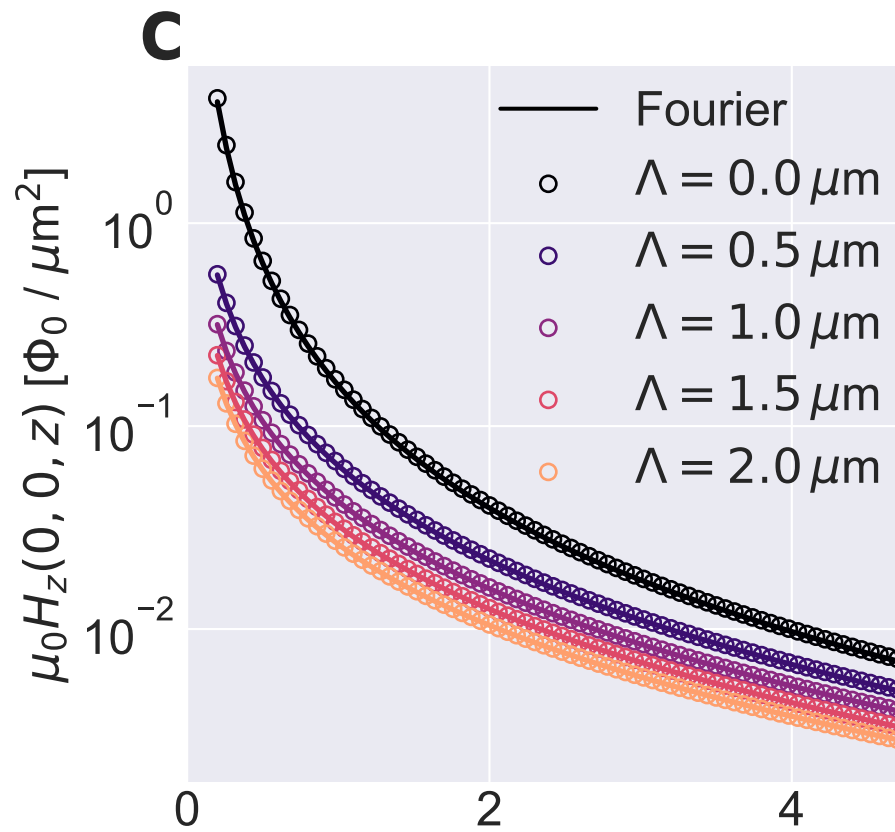 C
μ₀H_z(0, 0, z) [Φ₀ / μm²]
10⁰
10⁻¹
10⁻²
0
2
4
Fourier
Λ = 0.0 μm
Λ = 0.5 μm
Λ = 1.0 μm
Λ = 1.5 μm
Λ = 2.0 μm